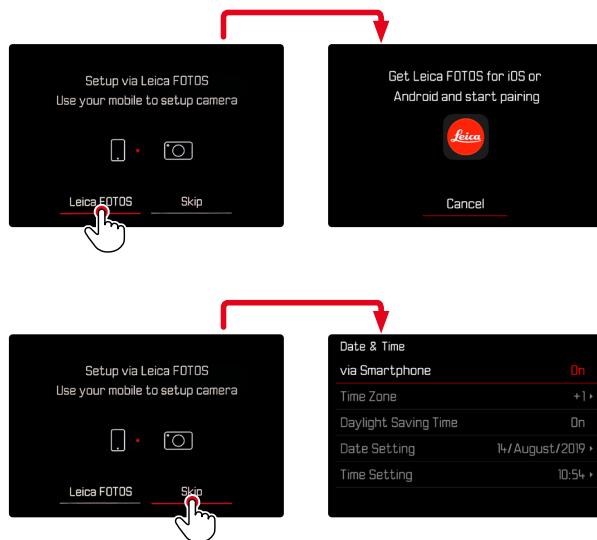 Setup via Leica FOTOS
Use your mobile to setup camera
Leica FOTOS Skip
Get Leica FOTOS for iOS or
Android and start pairing
Leica
Cancel
Setup via Leica FOTOS
Use your mobile to setup camera
Leica FOTOS Skip
Date & Time
via Smartphone On
Time Zone +1
Daylight Saving Time On
Date Setting 14/August/2019
Time Setting 10:54